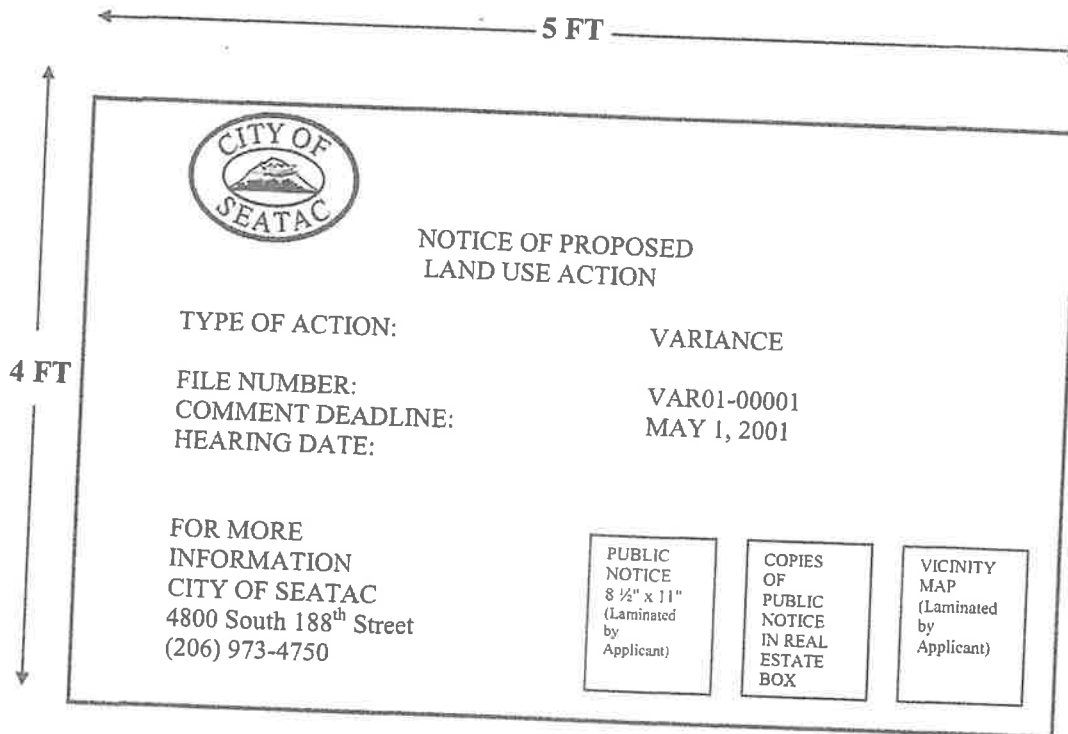 5 FT
4 FT
CITY OF
SEATAC
NOTICE OF PROPOSED
LAND USE ACTION
TYPE OF ACTION: VARIANCE
FILE NUMBER: VAR01-00001
COMMENT DEADLINE: MAY 1, 2001
HEARING DATE:
FOR MORE
INFORMATION
CITY OF SEATAC
4800 South 188th Street
(206) 973-4750
PUBLIC
NOTICE
8 ½" x 11"
(Laminated
by
Applicant)
COPIES
OF
PUBLIC
NOTICE
IN REAL
ESTATE
BOX
VICINITY
MAP
(Laminated
by
Applicant)